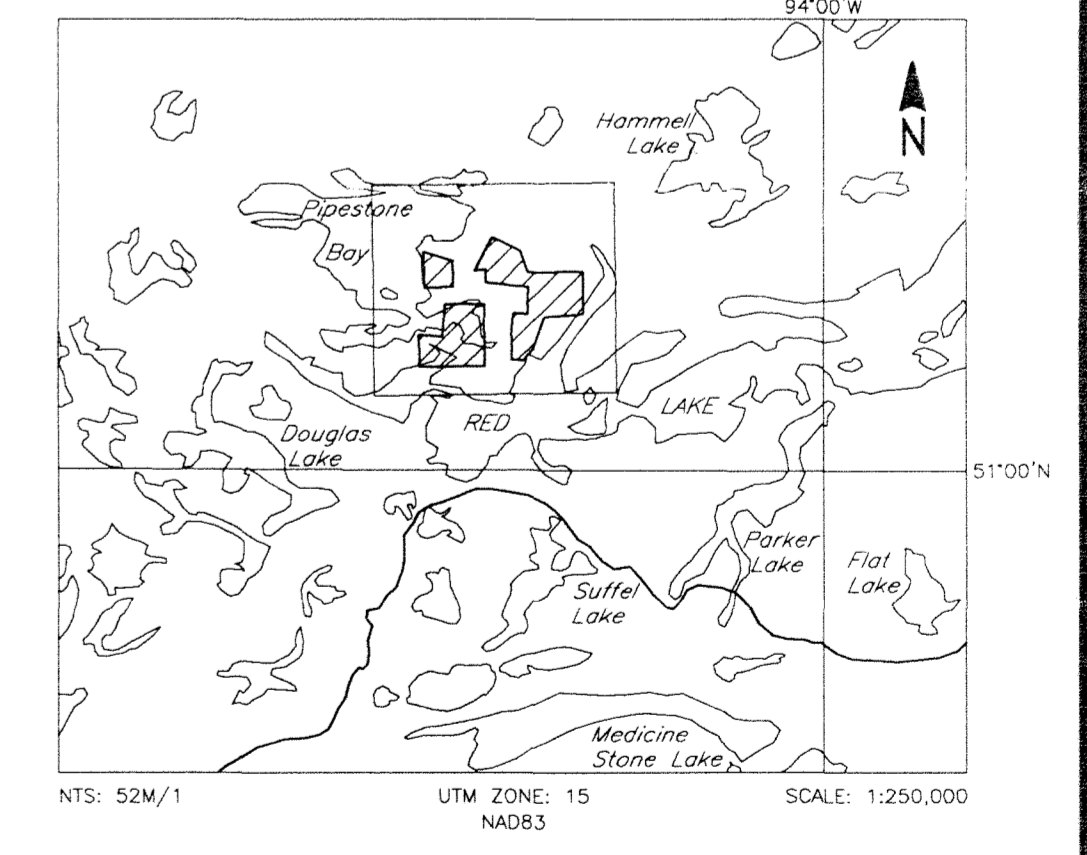 94°00'W
Hammell
Lake
N
Pipestone
Bay
RED
LAKE
Douglas
Lake
51°00'N
Parker
Lake
Flat
Lake
Suffel
Lake
Medicine
Stone Lake
NTS: 52M/1
UTM ZONE: 15
SCALE: 1:250,000
NAD83